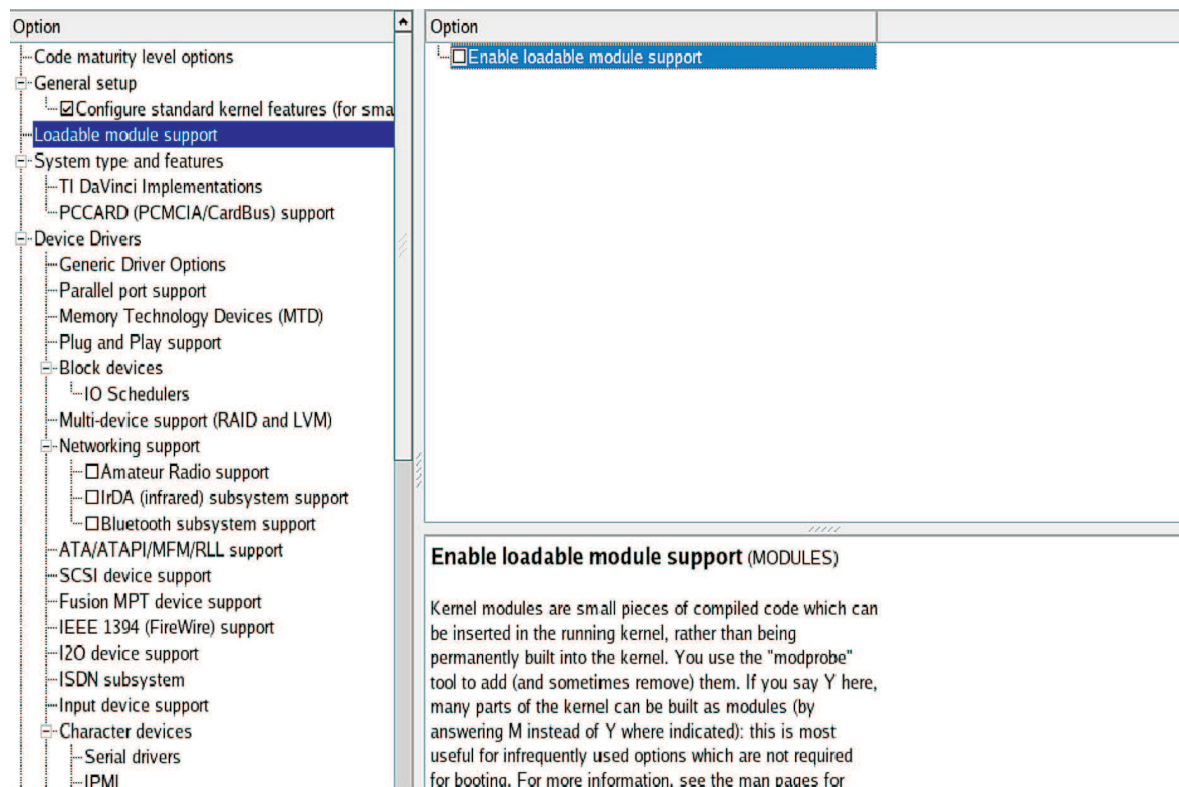 Option
Code maturity level options
General setup
Configure standard kernel features (for sma
Loadable module support
System type and features
TI DaVinci Implementations
PCCARD (PCMCIA/CardBus) support
Device Drivers
Generic Driver Options
Parallel port support
Memory Technology Devices (MTD)
Plug and Play support
Block devices
IO Schedulers
Multi-device support (RAID and LVM)
Networking support
Amateur Radio support
IrDA (infrared) subsystem support
Bluetooth subsystem support
ATA/ATAPI/MFM/RLL support
SCSI device support
Fusion MPT device support
IEEE 1394 (FireWire) support
I2O device support
ISDN subsystem
Input device support
Character devices
Serial drivers
IPMI
Option
Enable loadable module support
Enable loadable module support (MODULES)
Kernel modules are small pieces of compiled code which can
be inserted in the running kernel, rather than being
permanently built into the kernel. You use the "modprobe"
tool to add (and sometimes remove) them. If you say Y here,
many parts of the kernel can be built as modules (by
answering M instead of Y where indicated): this is most
useful for infrequently used options which are not required
for booting. For more information, see the man pages for